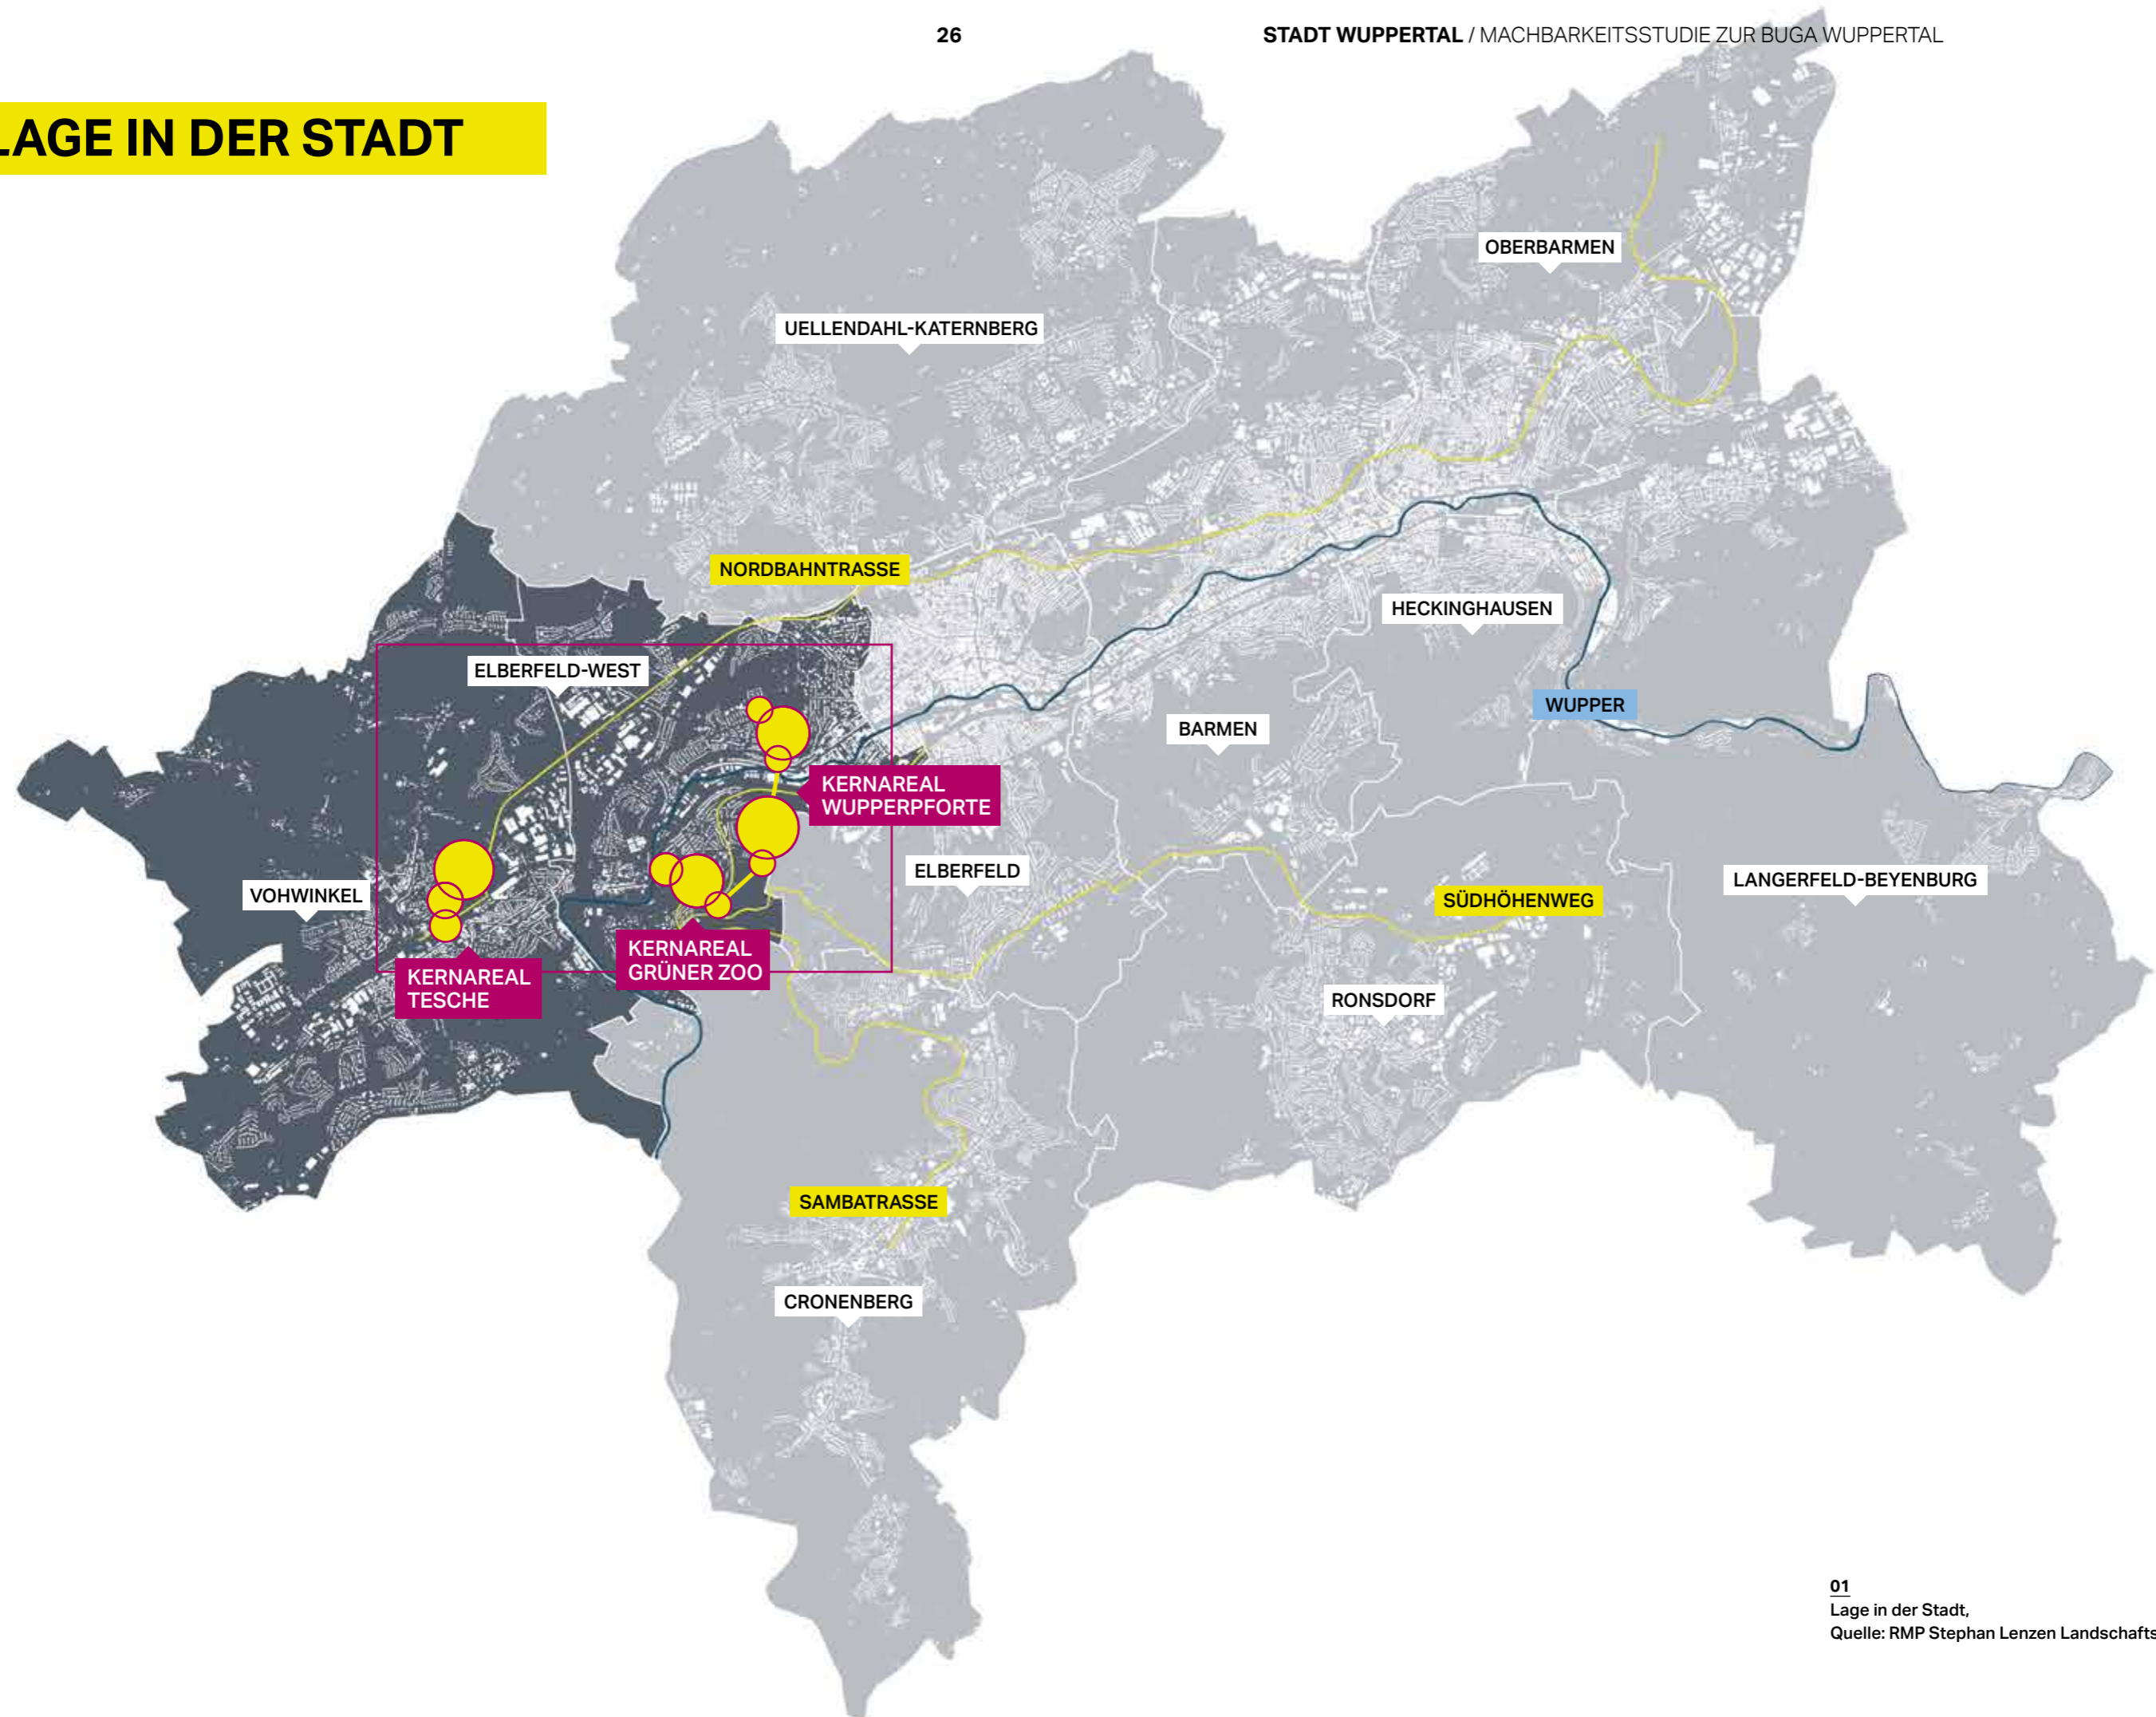 26
STADT WUPPERTAL / MACHBARKEITSSTUDIE ZUR BUGA WUPPERTAL
LAGE IN DER STADT
OBERBARMEN
UELLENDAHL-KATERNBERG
NORDBAHNTRASSE
HECKINGHAUSEN
ELBERFELD-WEST
WUPPER
BARMEN
KERNAREAL
WUPPERPFORTE
ELBERFELD
LANGERFELD-BEYENBURG
VOHWINKEL
SÜDHÖHENWEG
KERNAREAL
GRÜNER ZOO
KERNAREAL
TESCHE
RONSDORF
SAMBATRASSE
CRONENBERG
01
Lage in der Stadt,
Quelle: RMP Stephan Lenzen Landschafts